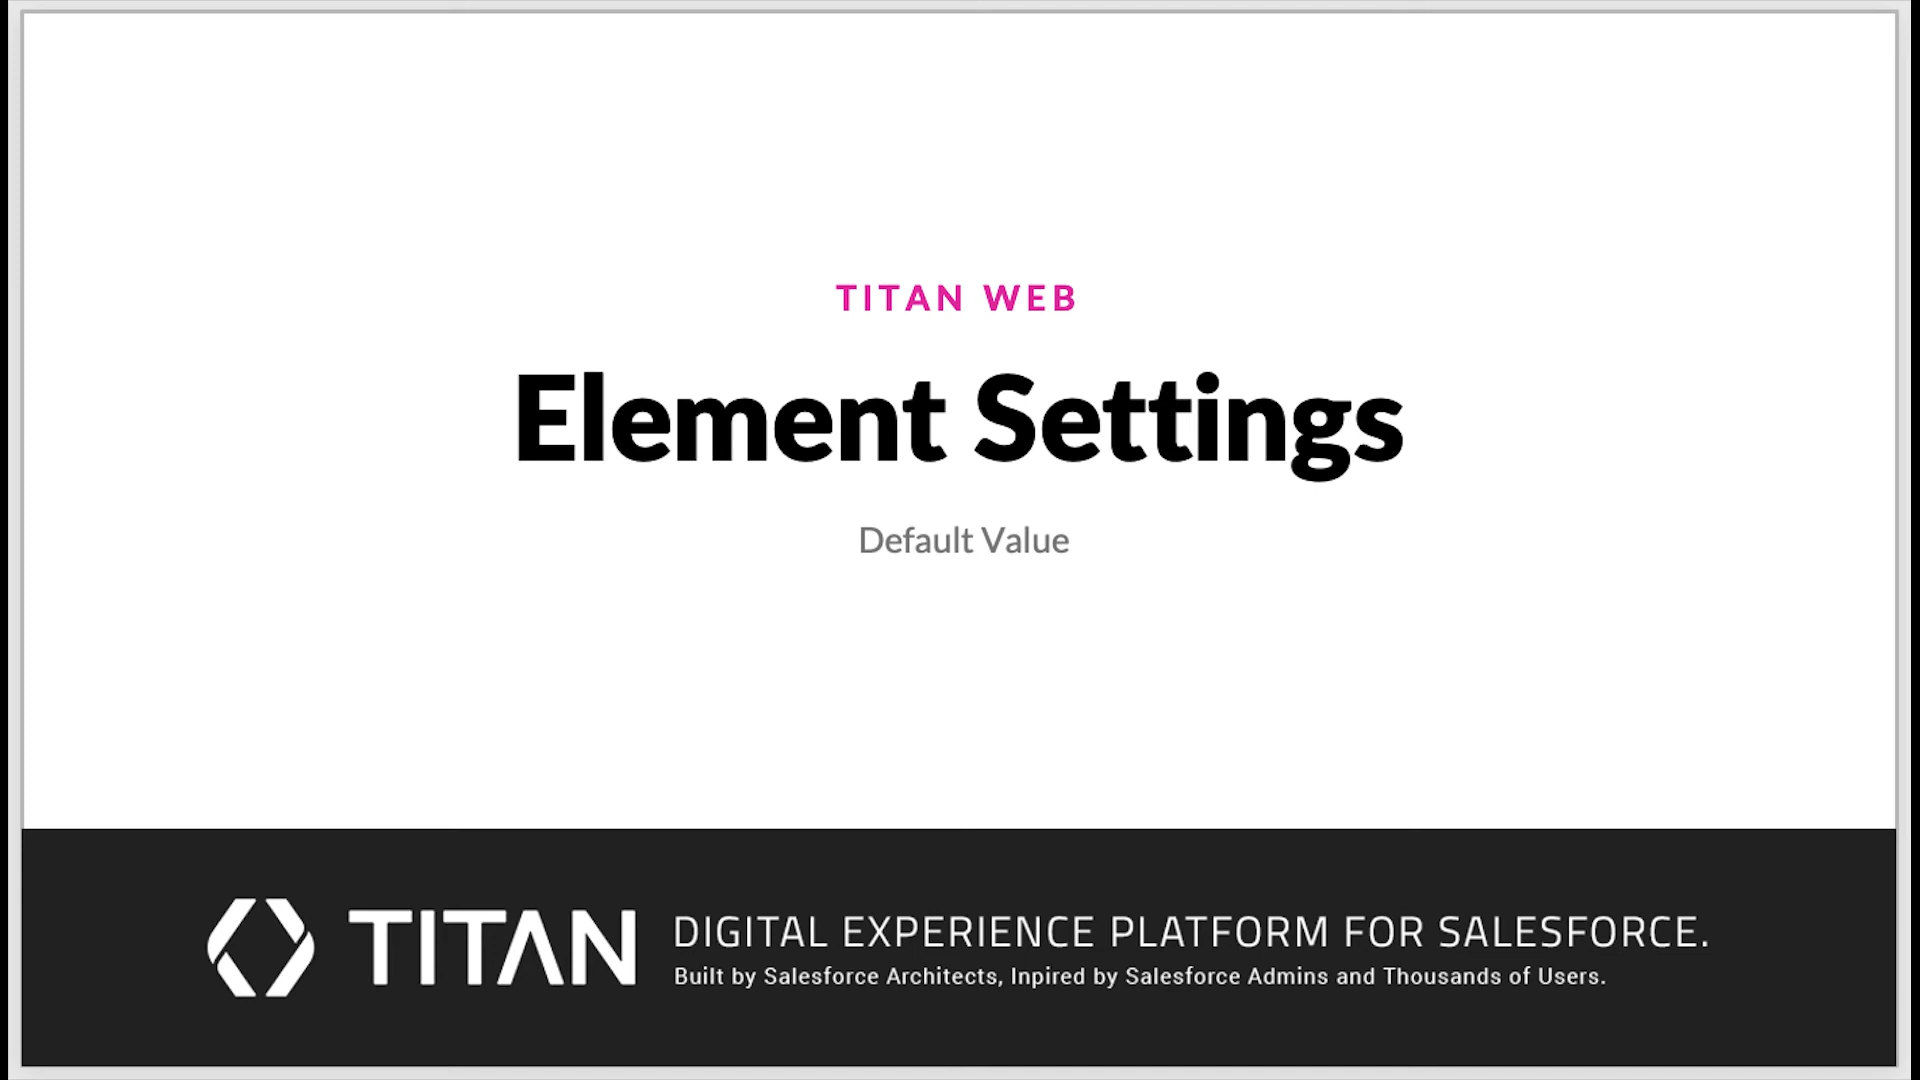 TITAN WEB
Element Settings
Default Value
TITAN
DIGITAL EXPERIENCE PLATFORM FOR SALESFORCE.
Built by Salesforce Architects, Inpired by Salesforce Admins and Thousands of Users.